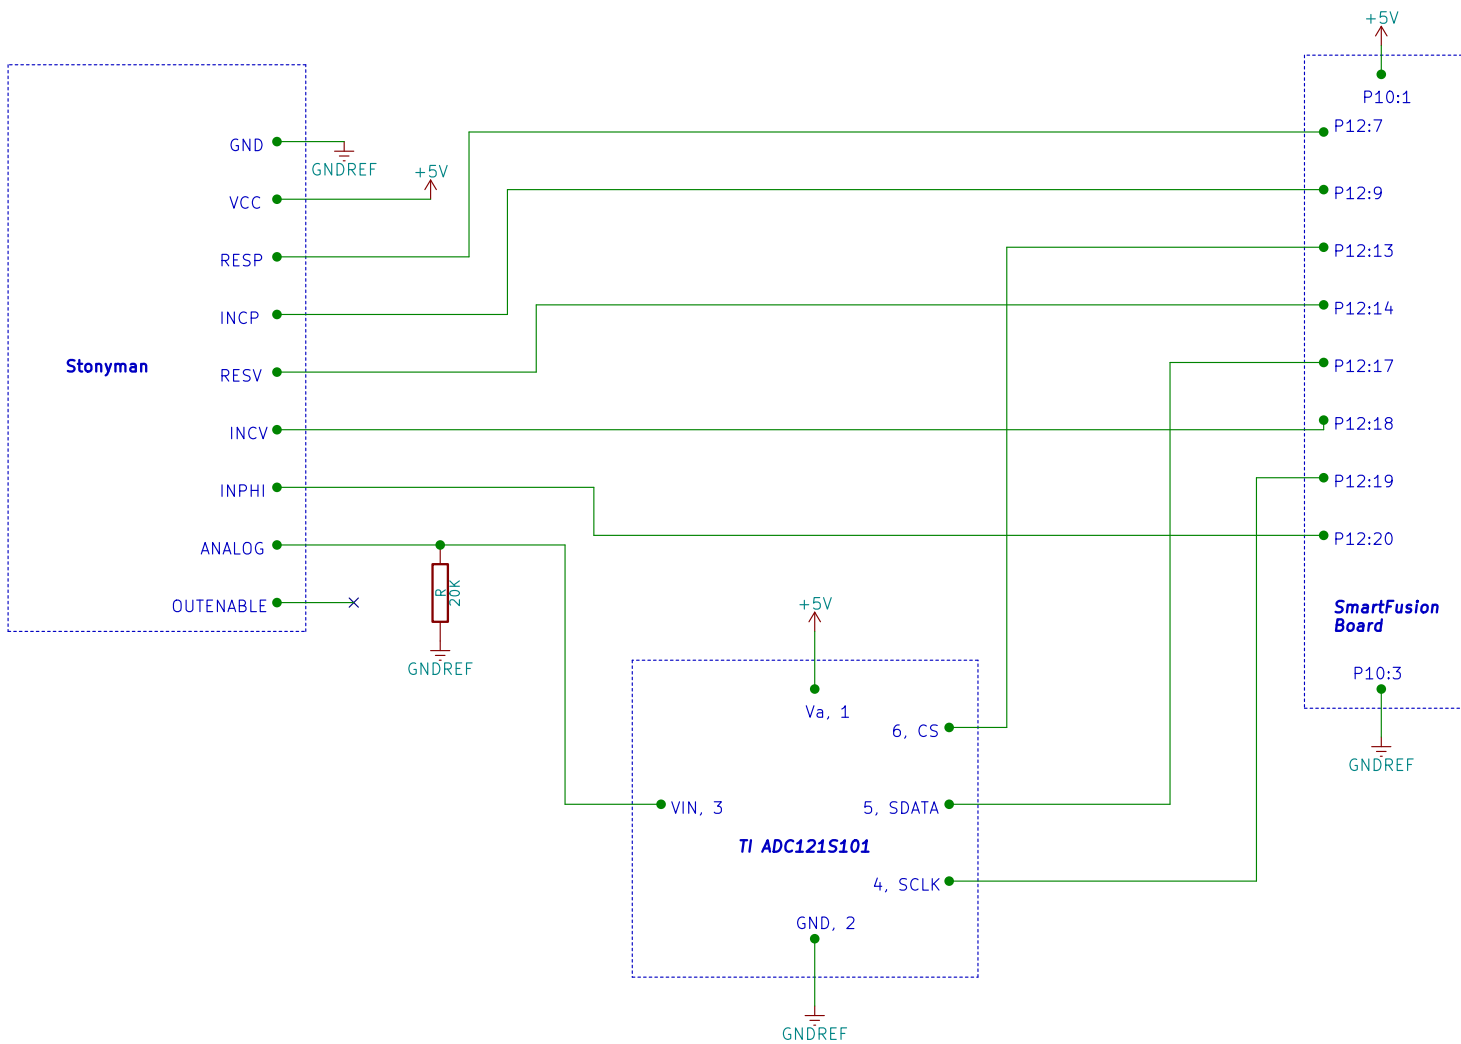 +5V
P10:1
P12:7
GND
GNDREF
+5V
VCC
P12:9
RESP
P12:13
INCP
P12:14
Stonyman
RESV
P12:17
INCV
P12:18
INPHI
P12:19
ANALOG
P12:20
R
20K
OUTENABLE
+5V
SmartFusion
Board
GNDREF
P10:3
Va, 1
6, CS
GNDREF
VIN, 3
5, SDATA
TI ADC121S101
4, SCLK
GND, 2
GNDREF